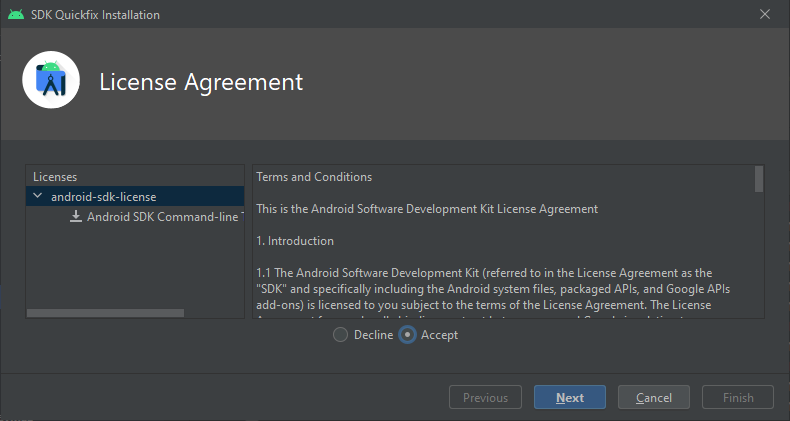 SDK Quickfix Installation
License Agreement
Licenses
android-sdk-license
Android SDK Command-line
Terms and Conditions
This is the Android Software Development Kit License Agreement
1. Introduction
1.1 The Android Software Development Kit (referred to in the License Agreement as the
"SDK" and specifically including the Android system files, packaged APIs, and Google APIs
add-ons) is licensed to you subject to the terms of the License Agreement. The License
Decline
Accept
Previous
Next
Cancel
Finish